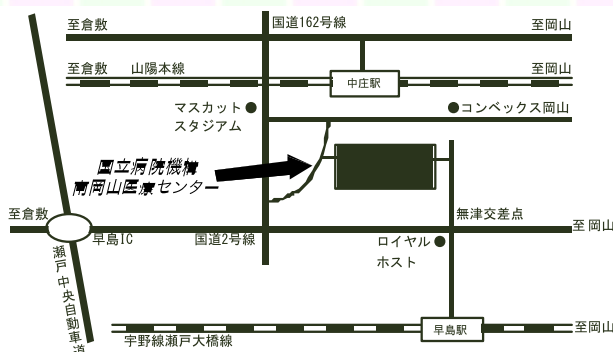 至倉敷
国道162号線
至岡山
至倉敷
山陽本線
至岡山
中庄駅
マスカット
スタジアム
コンベックス岡山
国立病院機構
南岡山医療センター
至倉敷
無津交差点
至岡山
早島IC
国道2号線
ロイヤル
ホスト
瀬戸中央自動車道
早島駅
至岡山
宇野線瀬戸大橋線